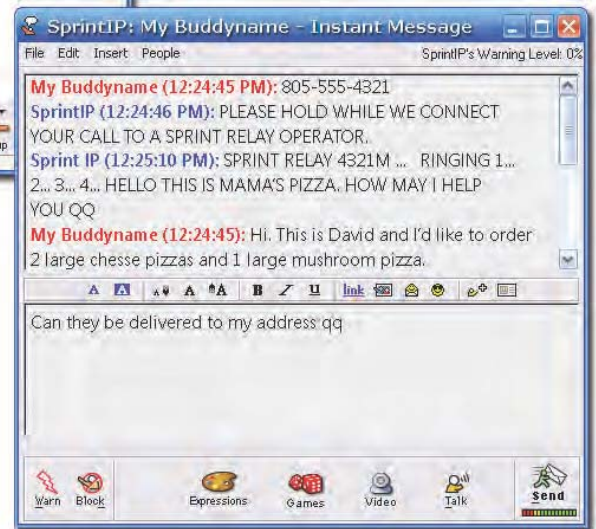 SprintIP: My Buddyname - Instant Message
File Edit Insert People SprintIP's Warning Level: 0%
My Buddyname (12:24:45 PM): 805-555-4321
SprintIP (12:24:46 PM): PLEASE HOLD WHILE WE CONNECT
YOUR CALL TO A SPRINT RELAY OPERATOR.
Sprint IP (12:25:10 PM): SPRINT RELAY 4321M ... RINGING 1...
2... 3... 4... HELLO THIS IS MAMA'S PIZZA. HOW MAY I HELP
YOU QQ
My Buddyname (12:24:45): Hi. This is David and I'd like to order
2 large chesse pizzas and 1 large mushroom pizza.
A A A A A B I U link
Can they be delivered to my address qq
Warn Block Expressions Games Video Talk Send